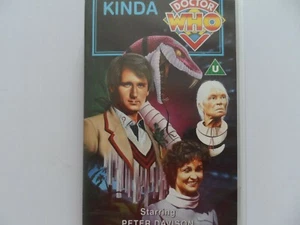 KINDA
DOCTOR
WHO
U
Starring
PETER DAVISON